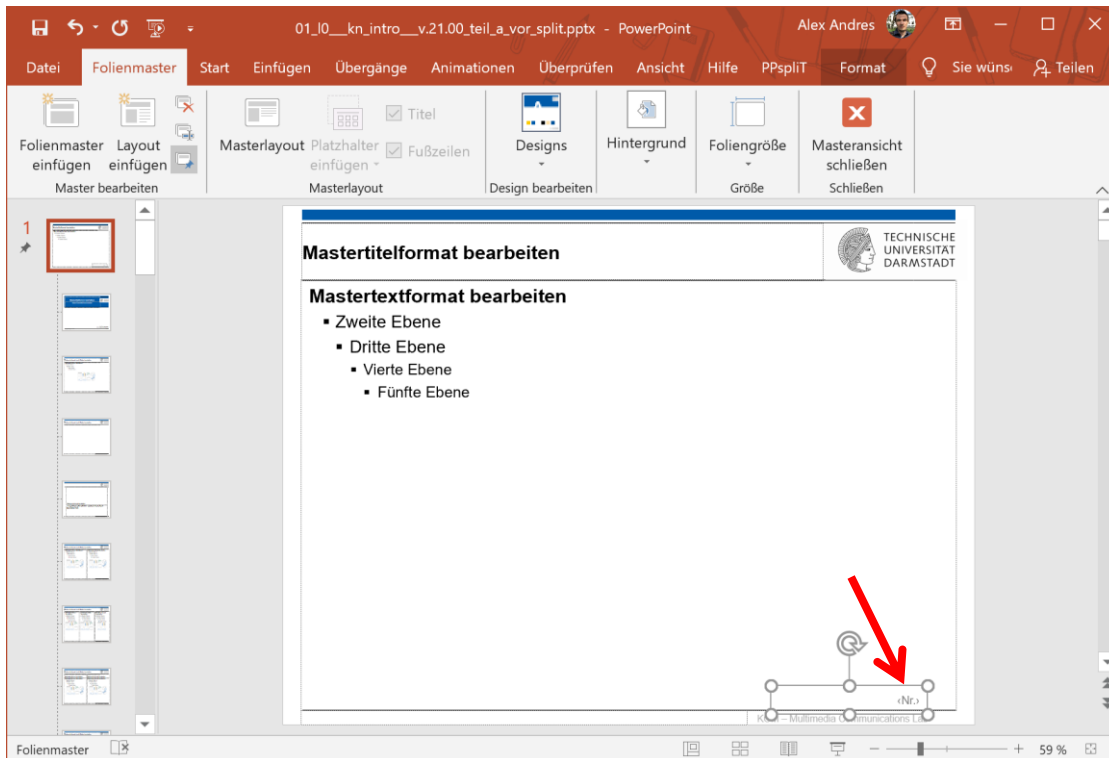 01_l0__kn_intro__v.21.00_teil_a_vor_split.pptx - PowerPoint
Alex Andres
Datei Folienmaster Start Einfügen Übergänge Animationen Überprüfen Ansicht Hilfe PPspliT Format Sie wüns Teilen
Folienmaster einfügen
Layout einfügen
Master bearbeiten
Masterlayout
Platzhalter einfügen
Titel
Fußzeilen
Masterlayout
Designs
Design bearbeiten
Hintergrund
Foliengröße
Größe
Masteransicht schließen
Schließen
1
Mastertitelformat bearbeiten
TECHNISCHE
UNIVERSITÄT
DARMSTADT
Mastertextformat bearbeiten
▪ Zweite Ebene
▪ Dritte Ebene
▪ Vierte Ebene
▪ Fünfte Ebene
‹Nr.›
– Multimedia Communications
Folienmaster
59 %